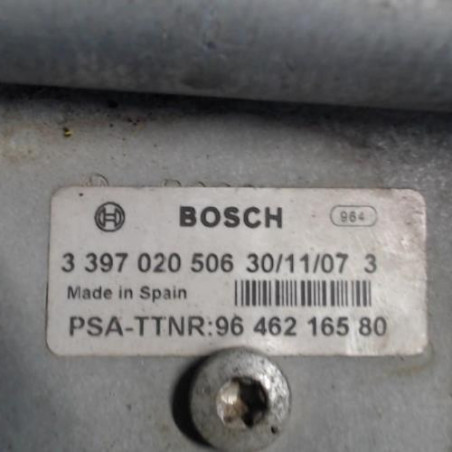 BOSCH 964
3 397 020 506 30/11/07 3
Made in Spain
PSA-TTNR:96 462 165 80